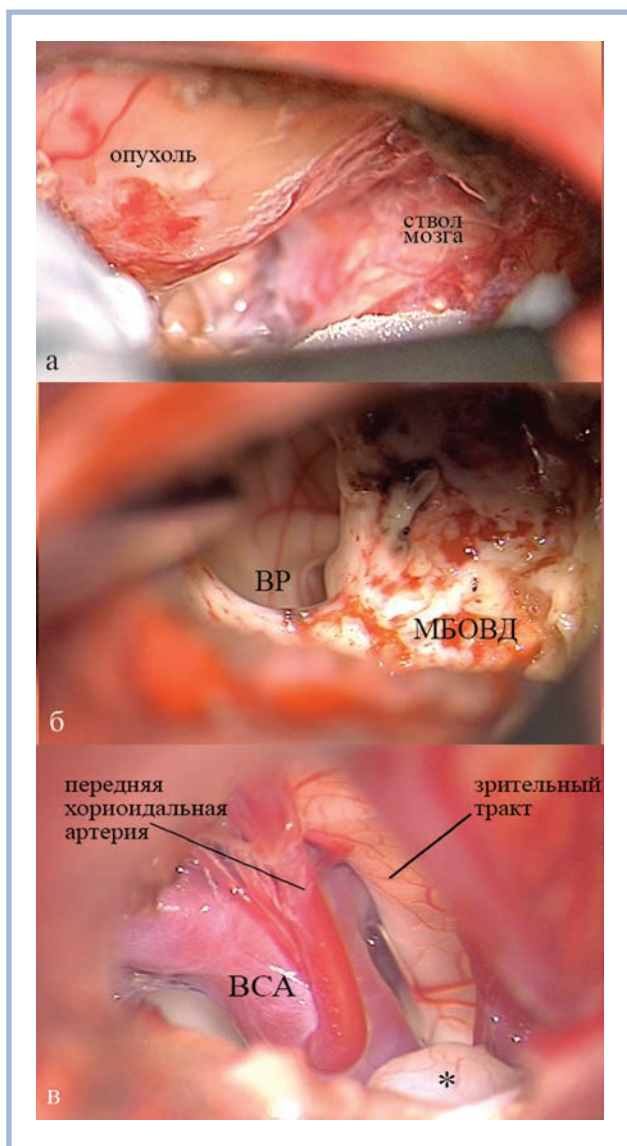 опухоль
ствол
мозга
а
ВР
МБОВД
б
передняя
хориоидальная
артерия
зрительный
тракт
ВСА
*
в